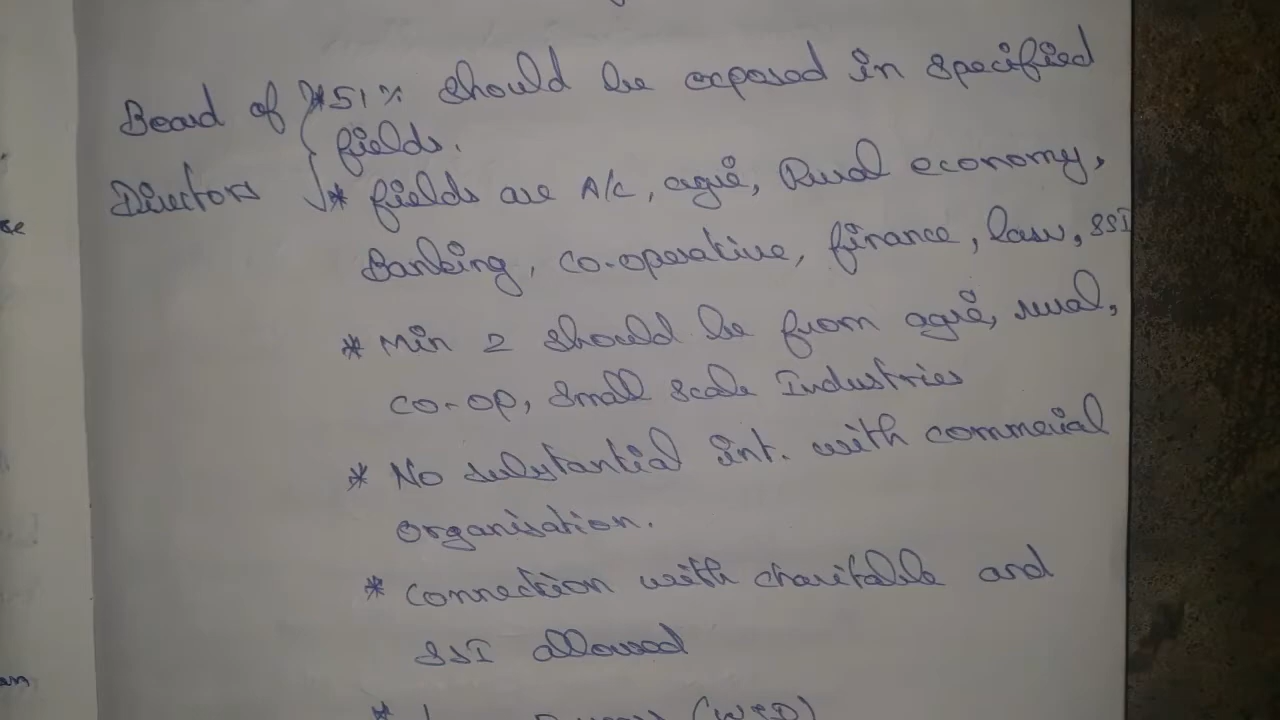 Board of { * 51% should be exposed in specified
fields.
Directors * fields are A/c, agri, Rural economy,
Banking, co-operative, finance, law, SSI
* Min 2 should be from agri, rural,
co-op, Small Scale Industries
* No substantial int. with commercial
organisation.
* connection with charitable and
SSI allowed